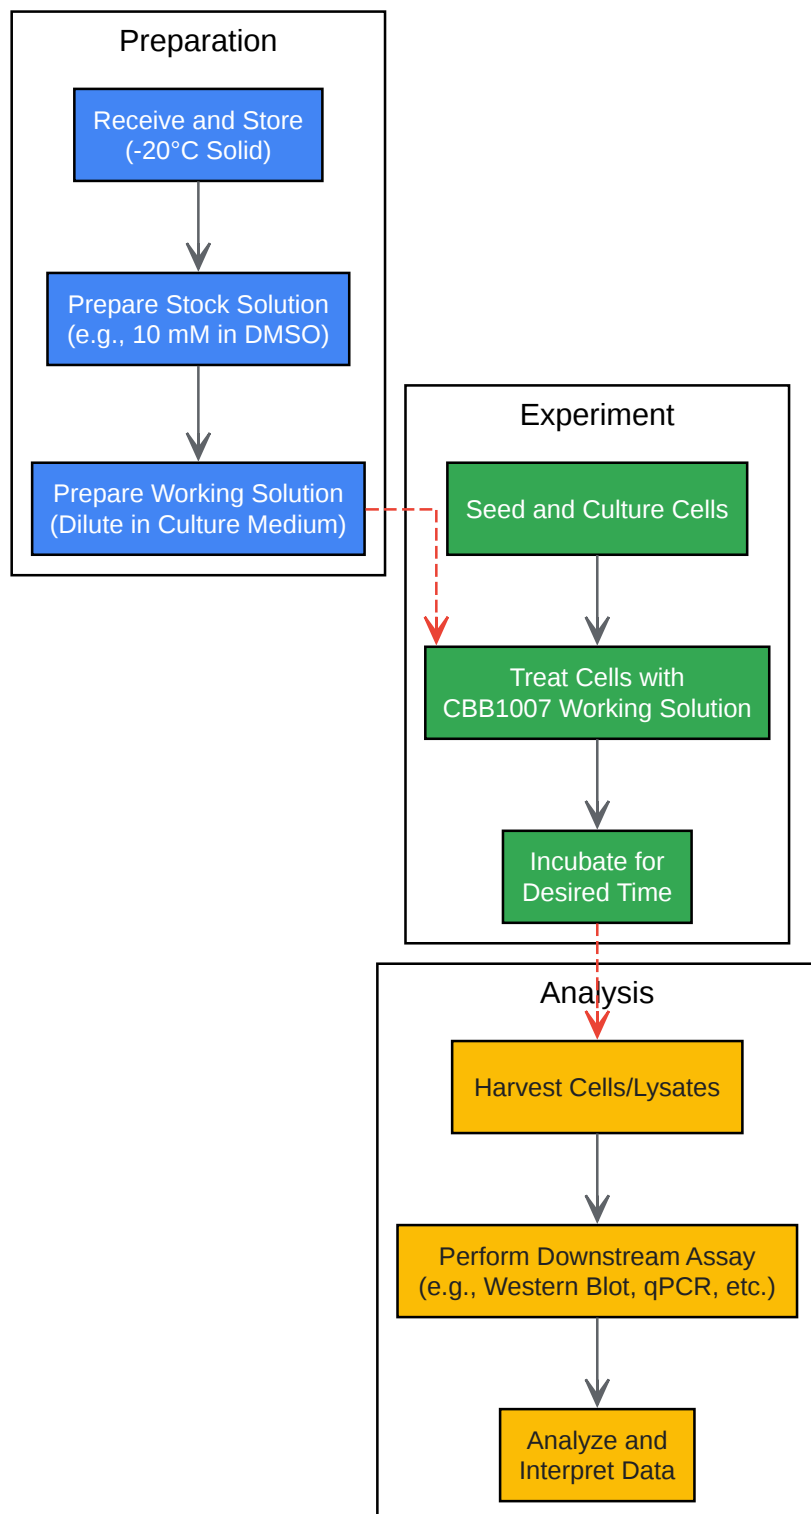 Preparation
Receive and Store
(-20°C Solid)
Prepare Stock Solution
(e.g., 10 mM in DMSO)
Prepare Working Solution
(Dilute in Culture Medium)
Experiment
Seed and Culture Cells
Treat Cells with
CBB1007 Working Solution
Incubate for
Desired Time
Analysis
Harvest Cells/Lysates
Perform Downstream Assay
(e.g., Western Blot, qPCR, etc.)
Analyze and
Interpret Data